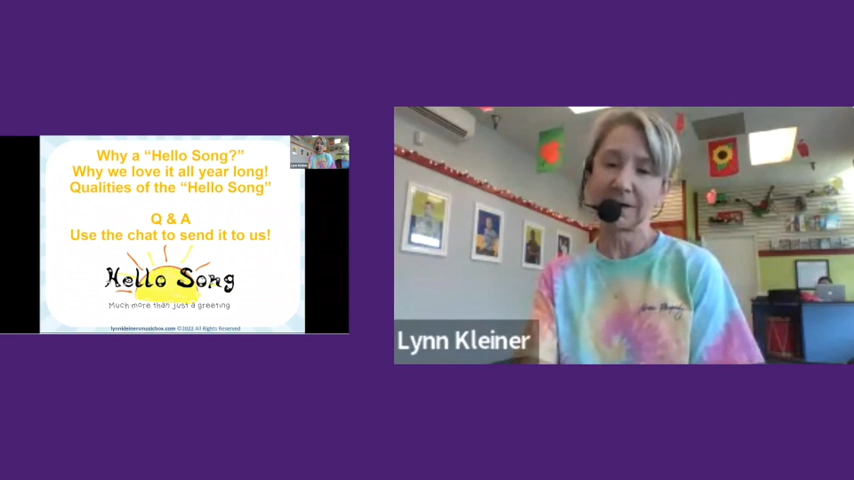 Why a “Hello Song?”
Why we love it all year long!
Qualities of the “Hello Song”
Q & A
Use the chat to send it to us!
Hello Song
Much more than just a greeting
lynnkleinersmusicbox.com ©2022 All Rights Reserved
Lynn Kleiner